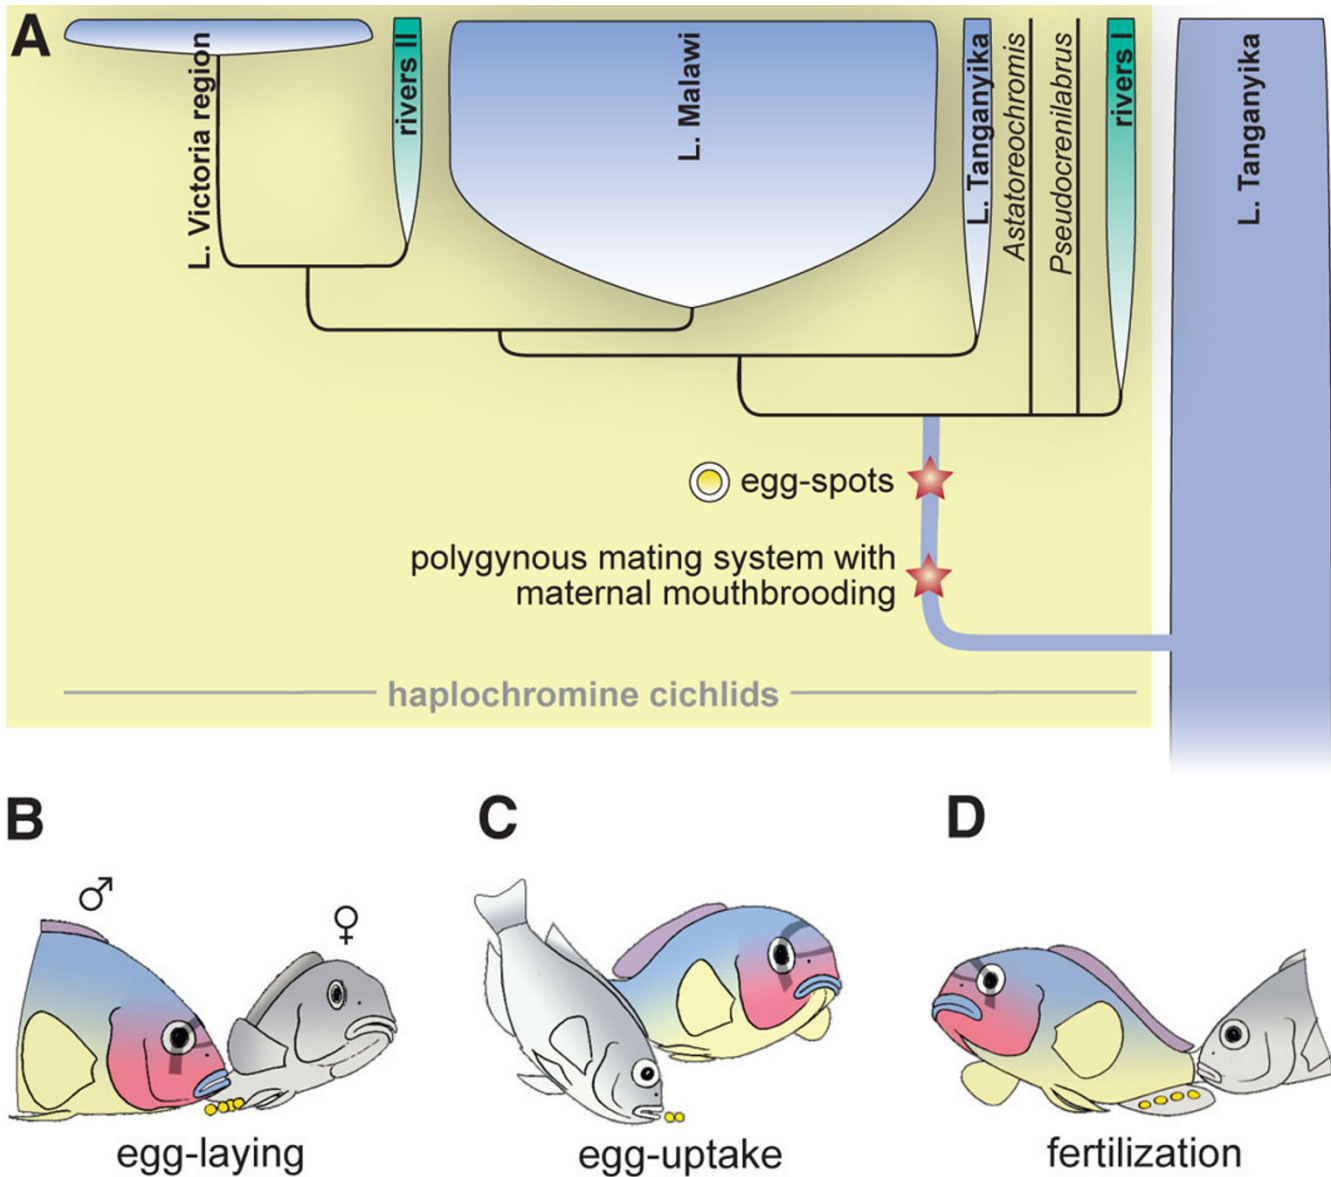 A
L. Victoria region
rivers II
L. Malawi
L. Tanganyika
Astatoreochromis
Pseudocrenilabrus
rivers I
L. Tanganyika
egg-spots
polygynous mating system with
maternal mouthbrooding
haplochromine cichlids
B
♂
♀
egg-laying
C
egg-uptake
D
fertilization